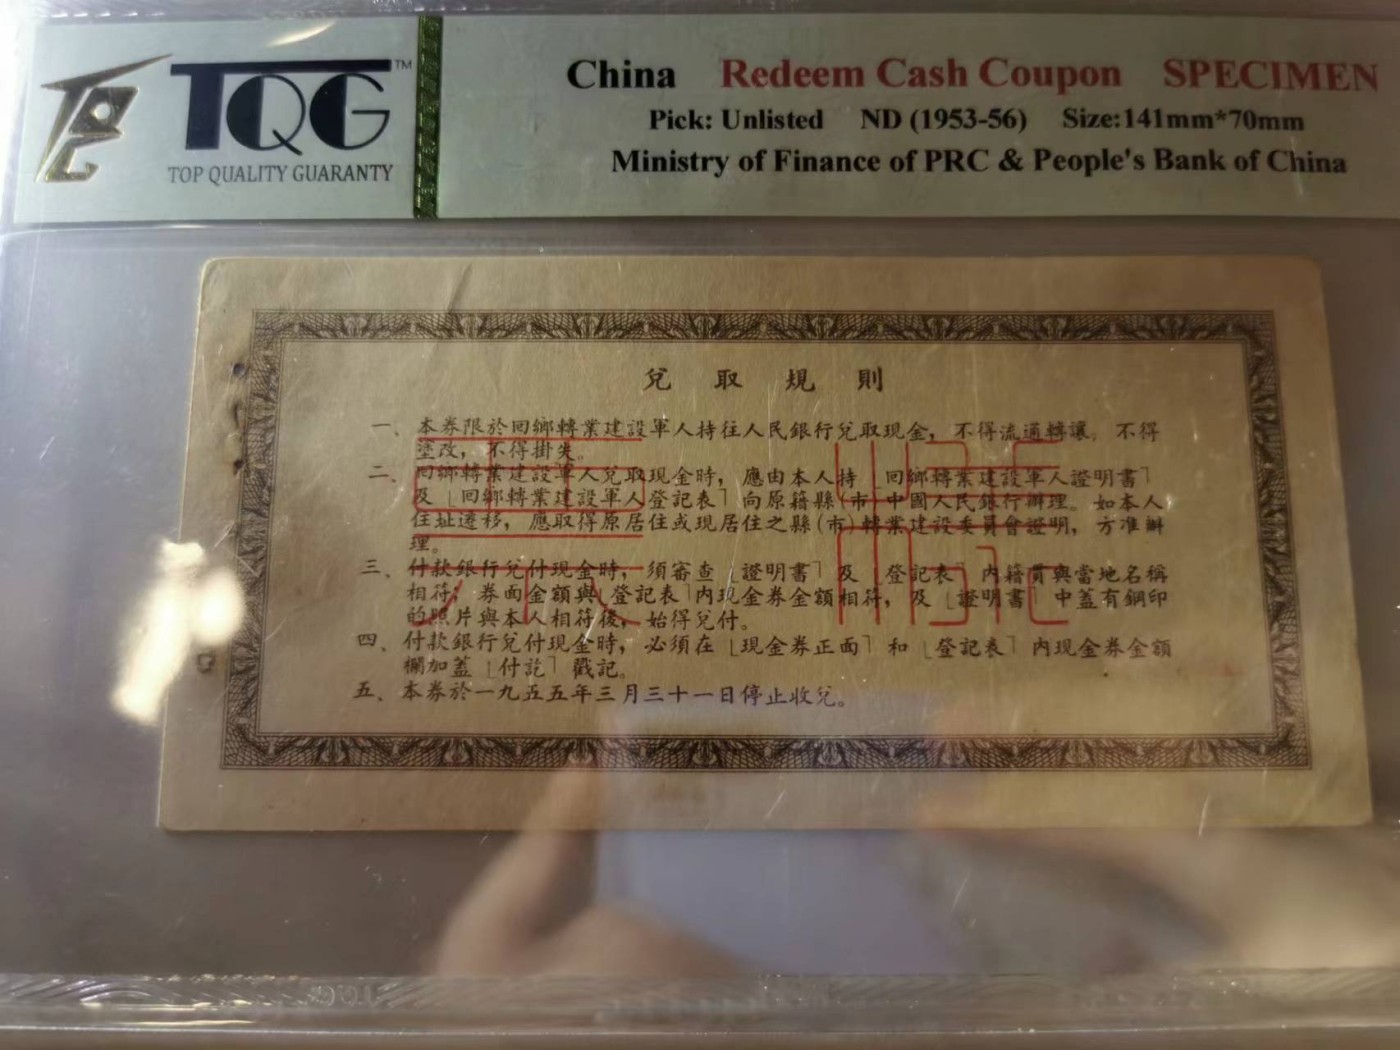 TQG™
TOP QUALITY GUARANTY
China Redeem Cash Coupon SPECIMEN
Pick: Unlisted ND (1953-56) Size:141mm*70mm
Ministry of Finance of PRC & People's Bank of China
兌取規則
一、本券限於回鄉轉業建設軍人持往人民銀行兌取現金，不得流通轉讓。不得
塗改，不得掛失。
二、回鄉轉業建設軍人兌取現金時，應由本人持「回鄉轉業建設軍人證明書」
及「回鄉轉業建設軍人登記表」向原籍縣(市)中國人民銀行辦理。如本人
住址遷移，應取得原居住或現居住之縣(市)轉業建設委員會證明，方准辦
理。
三、付款銀行兌付現金時，須審查「證明書」及「登記表」內籍貫與當地名稱
相符；券面金額與「登記表」內現金券金額相符，及「證明書」中蓋有鋼印
的照片與本人相符後，始得兌付。
四、付款銀行兌付現金時，必須在「現金券正面」和「登記表」內現金券金額
欄加蓋「付訖」戳記。
五、本券於一九五五年三月三十一日停止收兌。